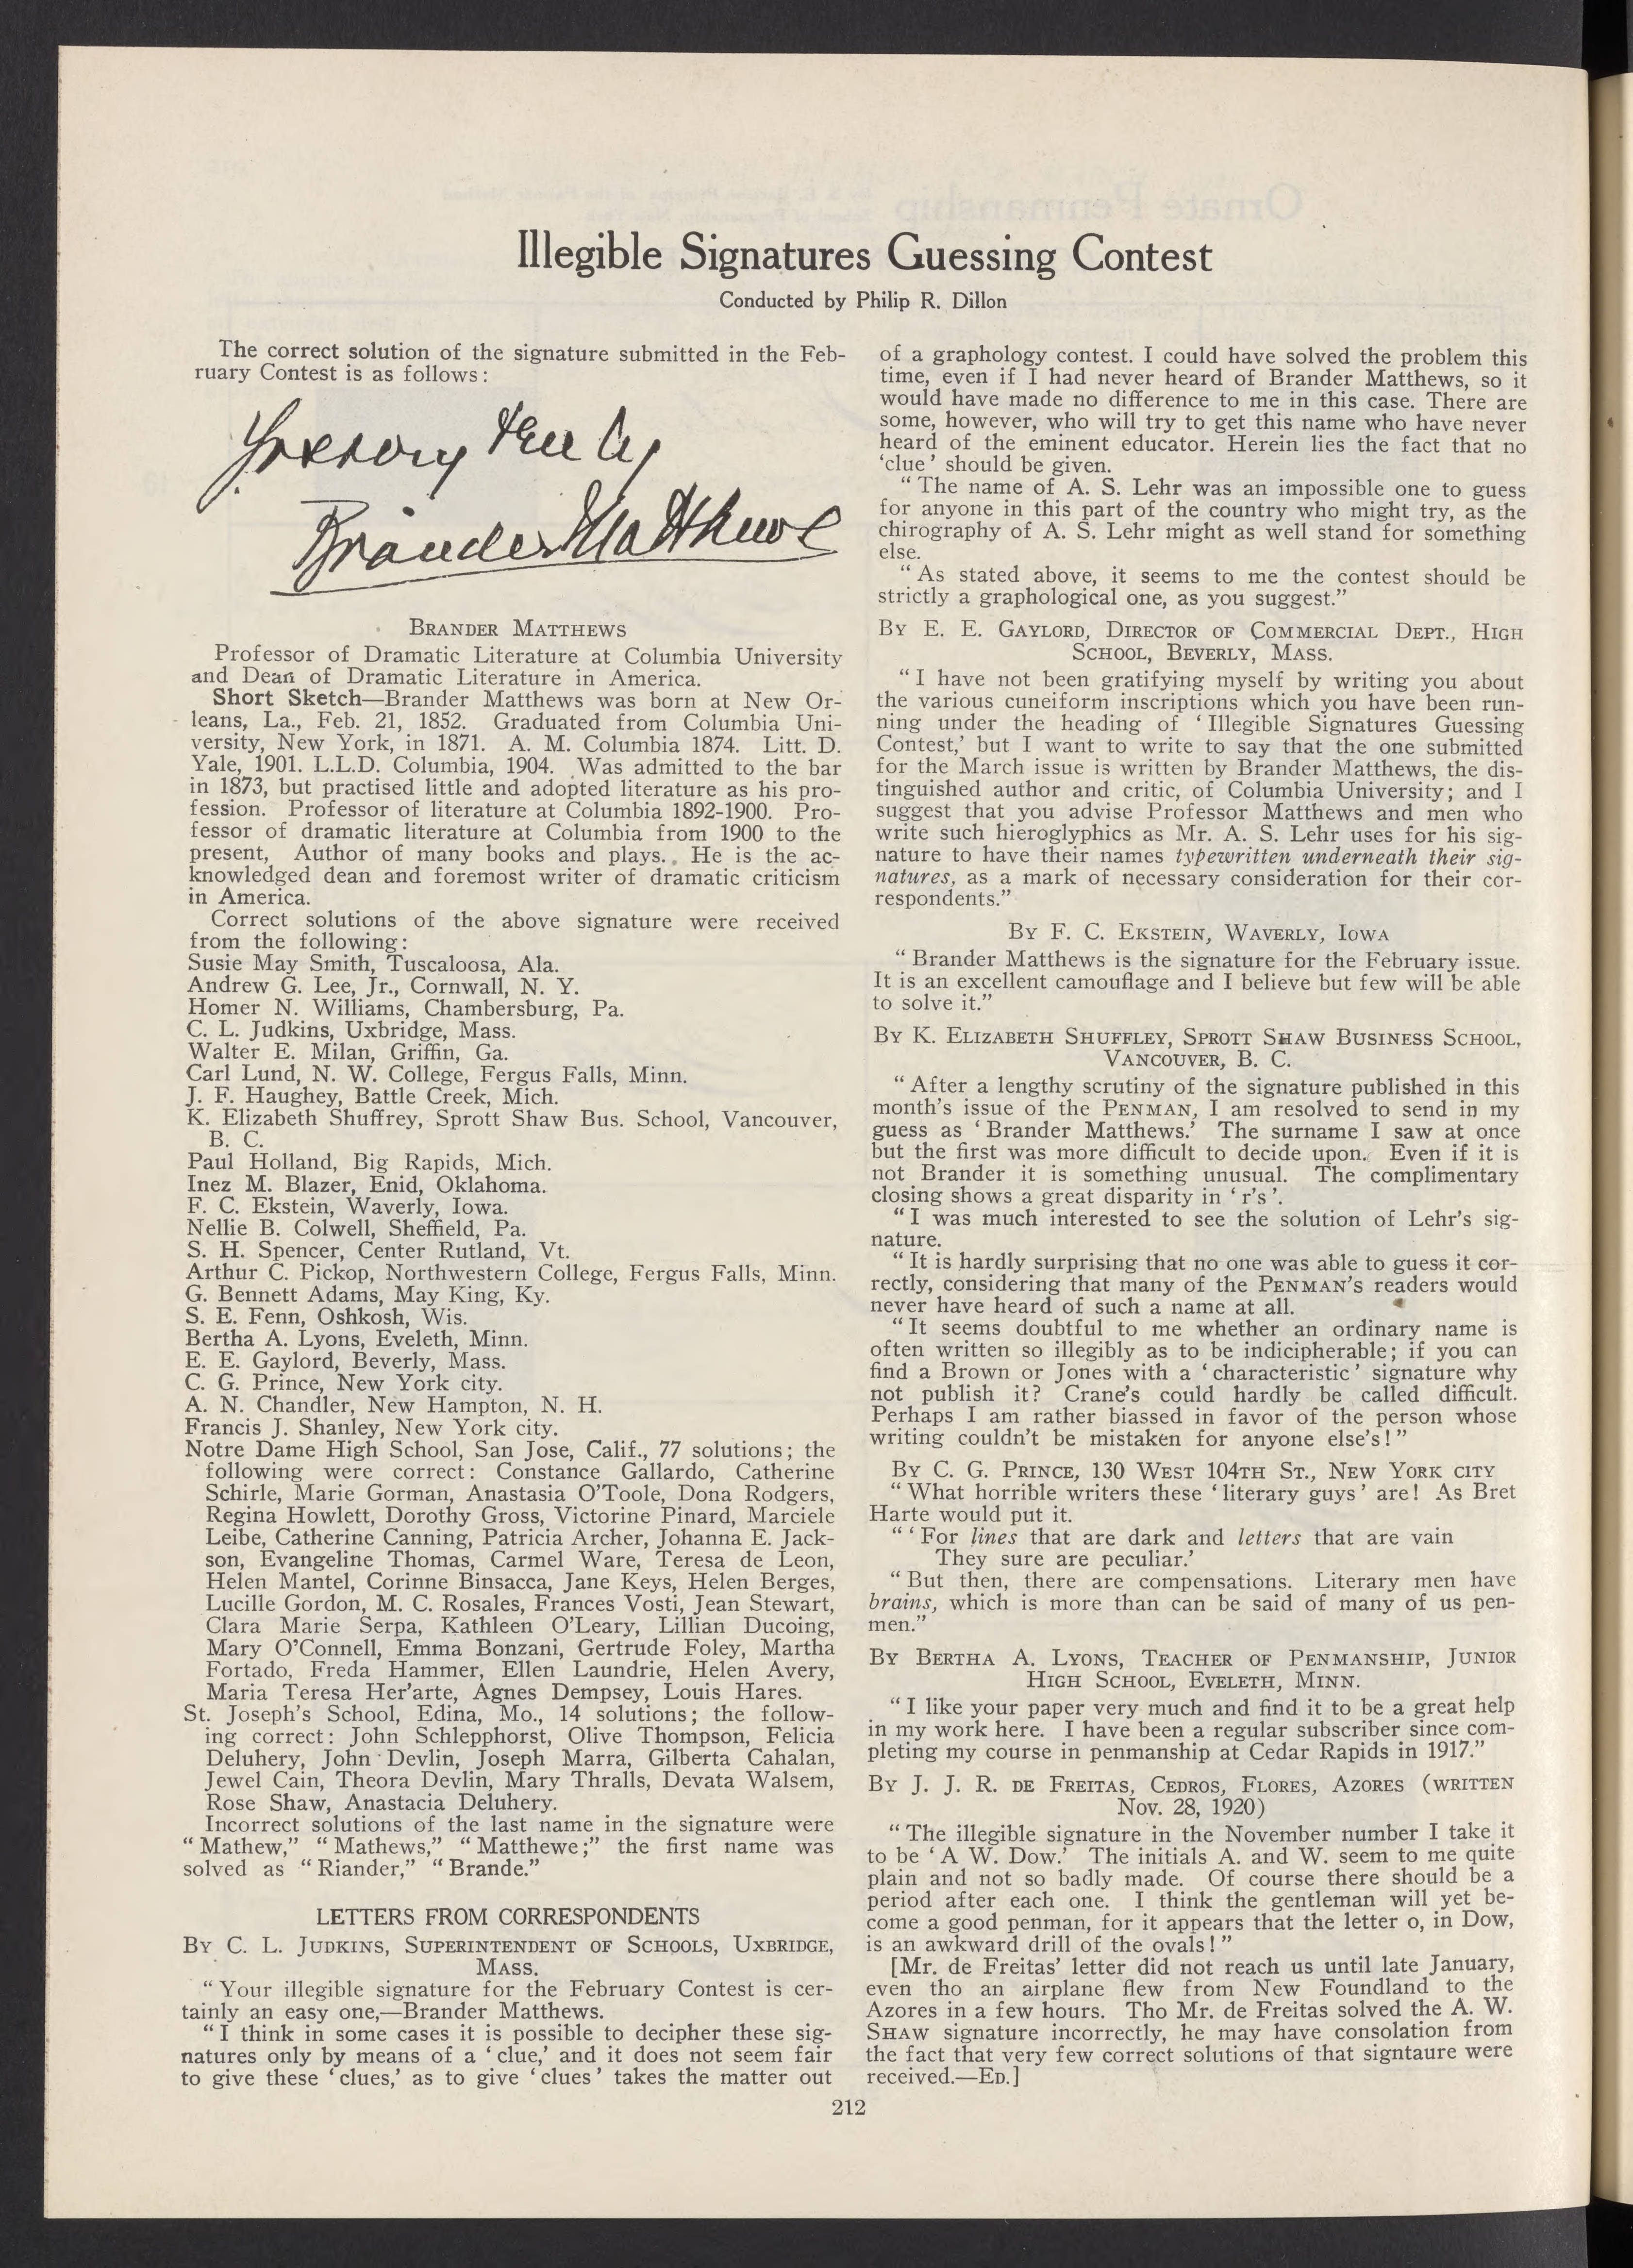 Illegible Signatures Guessing Contest
Conducted by Philip R. Dillon
The correct solution of the signature submitted in the Feb-
ruary Contest is as follows:
Yrs very truly
Brander Matthews
BRANDER MATTHEWS
Professor of Dramatic Literature at Columbia University
and Dean of Dramatic Literature in America.
Short Sketch—Brander Matthews was born at New Or-
leans, La., Feb. 21, 1852. Graduated from Columbia Uni-
versity, New York, in 1871. A. M. Columbia 1874. Litt. D.
Yale, 1901. L.L.D. Columbia, 1904. Was admitted to the bar
in 1873, but practised little and adopted literature as his pro-
fession. Professor of literature at Columbia 1892-1900. Pro-
fessor of dramatic literature at Columbia from 1900 to the
present, Author of many books and plays. He is the ac-
knowledged dean and foremost writer of dramatic criticism
in America.
Correct solutions of the above signature were received
from the following:
Susie May Smith, Tuscaloosa, Ala.
Andrew G. Lee, Jr., Cornwall, N. Y.
Homer N. Williams, Chambersburg, Pa.
C. L. Judkins, Uxbridge, Mass.
Walter E. Milan, Griffin, Ga.
Carl Lund, N. W. College, Fergus Falls, Minn.
J. F. Haughey, Battle Creek, Mich.
K. Elizabeth Shuffrey, Sprott Shaw Bus. School, Vancouver,
B. C.
Paul Holland, Big Rapids, Mich.
Inez M. Blazer, Enid, Oklahoma.
F. C. Ekstein, Waverly, Iowa.
Nellie B. Colwell, Sheffield, Pa.
S. H. Spencer, Center Rutland, Vt.
Arthur C. Pickop, Northwestern College, Fergus Falls, Minn.
G. Bennett Adams, May King, Ky.
S. E. Fenn, Oshkosh, Wis.
Bertha A. Lyons, Eveleth, Minn.
E. E. Gaylord, Beverly, Mass.
C. G. Prince, New York city.
A. N. Chandler, New Hampton, N. H.
Francis J. Shanley, New York city.
Notre Dame High School, San Jose, Calif., 77 solutions; the
following were correct: Constance Gallardo, Catherine
Schirle, Marie Gorman, Anastasia O'Toole, Dona Rodgers,
Regina Howlett, Dorothy Gross, Victorine Pinard, Marciele
Leibe, Catherine Canning, Patricia Archer, Johanna E. Jack-
son, Evangeline Thomas, Carmel Ware, Teresa de Leon,
Helen Mantel, Corinne Binsacca, Jane Keys, Helen Berges,
Lucille Gordon, M. C. Rosales, Frances Vosti, Jean Stewart,
Clara Marie Serpa, Kathleen O'Leary, Lillian Ducoing,
Mary O'Connell, Emma Bonzani, Gertrude Foley, Martha
Fortado, Freda Hammer, Ellen Laundrie, Helen Avery,
Maria Teresa Her'arte, Agnes Dempsey, Louis Hares.
St. Joseph's School, Edina, Mo., 14 solutions; the follow-
ing correct: John Schlepphorst, Olive Thompson, Felicia
Deluhery, John Devlin, Joseph Marra, Gilberta Cahalan,
Jewel Cain, Theora Devlin, Mary Thralls, Devata Walsem,
Rose Shaw, Anastacia Deluhery.
Incorrect solutions of the last name in the signature were
“Mathew,” “Mathews,” “Matthewe;” the first name was
solved as “Riander,” “Brande.”
LETTERS FROM CORRESPONDENTS
BY C. L. JUDKINS, SUPERINTENDENT OF SCHOOLS, UXBRIDGE,
MASS.
“Your illegible signature for the February Contest is cer-
tainly an easy one,—Brander Matthews.
“I think in some cases it is possible to decipher these sig-
natures only by means of a ‘clue,’ and it does not seem fair
to give these ‘clues,’ as to give ‘clues’ takes the matter out
of a graphology contest. I could have solved the problem this
time, even if I had never heard of Brander Matthews, so it
would have made no difference to me in this case. There are
some, however, who will try to get this name who have never
heard of the eminent educator. Herein lies the fact that no
‘clue’ should be given.
“The name of A. S. Lehr was an impossible one to guess
for anyone in this part of the country who might try, as the
chirography of A. S. Lehr might as well stand for something
else.
“As stated above, it seems to me the contest should be
strictly a graphological one, as you suggest.”
BY E. E. GAYLORD, DIRECTOR OF COMMERCIAL DEPT., HIGH
SCHOOL, BEVERLY, MASS.
“I have not been gratifying myself by writing you about
the various cuneiform inscriptions which you have been run-
ning under the heading of ‘Illegible Signatures Guessing
Contest,’ but I want to write to say that the one submitted
for the March issue is written by Brander Matthews, the dis-
tinguished author and critic, of Columbia University; and I
suggest that you advise Professor Matthews and men who
write such hieroglyphics as Mr. A. S. Lehr uses for his sig-
nature to have their names typewritten underneath their sig-
natures, as a mark of necessary consideration for their cor-
respondents.”
BY F. C. EKSTEIN, WAVERLY, IOWA
“Brander Matthews is the signature for the February issue.
It is an excellent camouflage and I believe but few will be able
to solve it.”
BY K. ELIZABETH SHUFFLEY, SPROTT SHAW BUSINESS SCHOOL,
VANCOUVER, B. C.
“After a lengthy scrutiny of the signature published in this
month's issue of the PENMAN, I am resolved to send in my
guess as ‘Brander Matthews.’ The surname I saw at once
but the first was more difficult to decide upon. Even if it is
not Brander it is something unusual. The complimentary
closing shows a great disparity in ‘r's’.
“I was much interested to see the solution of Lehr's sig-
nature.
“It is hardly surprising that no one was able to guess it cor-
rectly, considering that many of the PENMAN'S readers would
never have heard of such a name at all.
“It seems doubtful to me whether an ordinary name is
often written so illegibly as to be indicipherable; if you can
find a Brown or Jones with a ‘characteristic’ signature why
not publish it? Crane's could hardly be called difficult.
Perhaps I am rather biassed in favor of the person whose
writing couldn't be mistaken for anyone else's!”
BY C. G. PRINCE, 130 WEST 104TH ST., NEW YORK CITY
“What horrible writers these ‘literary guys’ are! As Bret
Harte would put it.
“‘For lines that are dark and letters that are vain
They sure are peculiar.’
“But then, there are compensations. Literary men have
brains, which is more than can be said of many of us pen-
men.”
BY BERTHA A. LYONS, TEACHER OF PENMANSHIP, JUNIOR
HIGH SCHOOL, EVELETH, MINN.
“I like your paper very much and find it to be a great help
in my work here. I have been a regular subscriber since com-
pleting my course in penmanship at Cedar Rapids in 1917.”
BY J. J. R. DE FREITAS, CEDROS, FLORES, AZORES (WRITTEN
Nov. 28, 1920)
“The illegible signature in the November number I take it
to be ‘A W. Dow.’ The initials A. and W. seem to me quite
plain and not so badly made. Of course there should be a
period after each one. I think the gentleman will yet be-
come a good penman, for it appears that the letter o, in Dow,
is an awkward drill of the ovals!”
[Mr. de Freitas' letter did not reach us until late January,
even tho an airplane flew from New Foundland to the
Azores in a few hours. Tho Mr. de Freitas solved the A. W.
SHAW signature incorrectly, he may have consolation from
the fact that very few correct solutions of that signtaure were
received.—ED.]
212